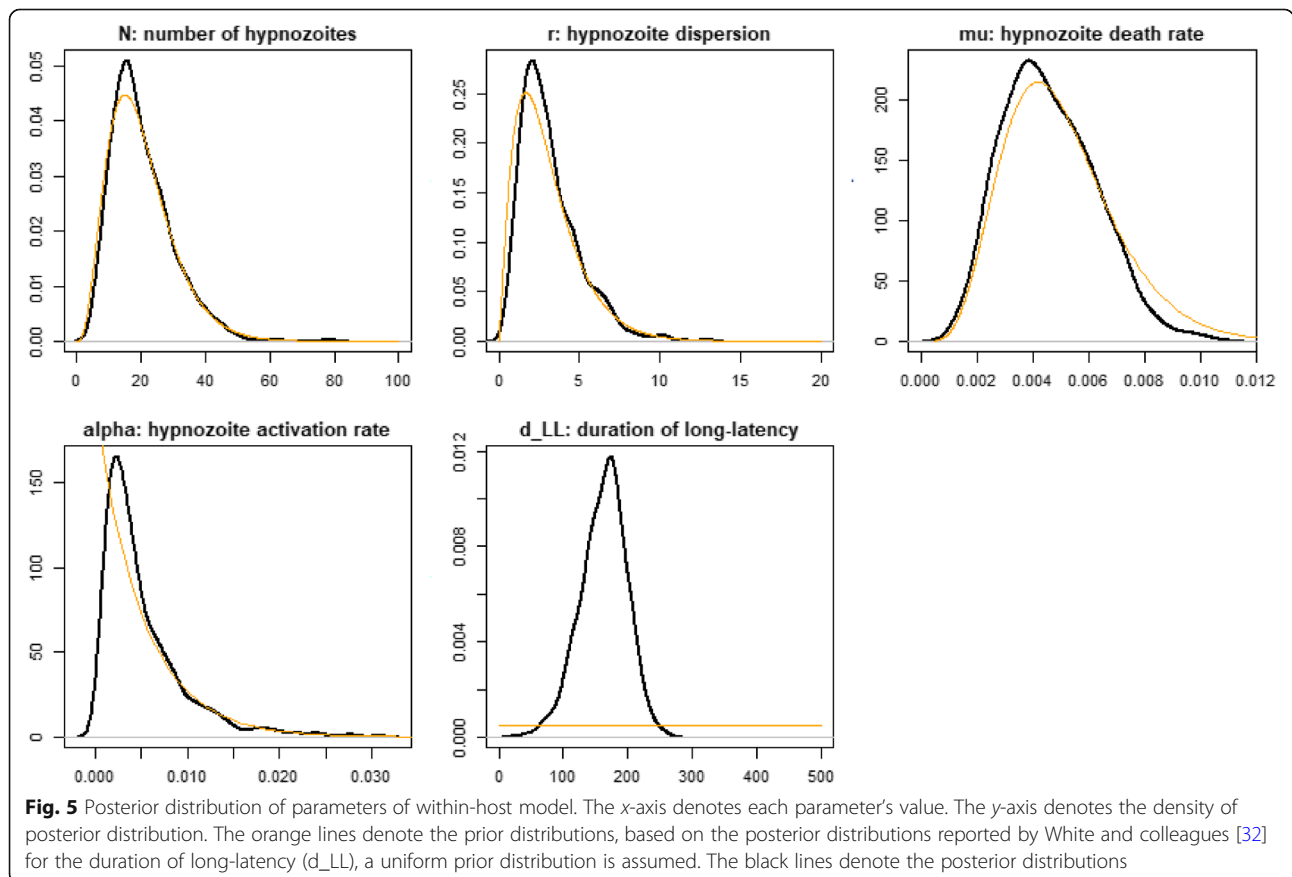 N: number of hypnozoites
0.05
0.04
0.03
0.02
0.01
0.00
0 20 40 60 80 100
r: hypnozoite dispersion
0.25
0.20
0.15
0.10
0.05
0.00
0 5 10 15 20
mu: hypnozoite death rate
200
150
100
50
0
0.000 0.002 0.004 0.006 0.008 0.010 0.012
alpha: hypnozoite activation rate
150
100
50
0
0.000 0.010 0.020 0.030
d_LL: duration of long-latency
0.012
0.008
0.004
0.000
0 100 200 300 400 500
Fig. 5 Posterior distribution of parameters of within-host model. The x-axis denotes each parameter's value. The y-axis denotes the density of
posterior distribution. The orange lines denote the prior distributions, based on the posterior distributions reported by White and colleagues [32]
for the duration of long-latency (d_LL), a uniform prior distribution is assumed. The black lines denote the posterior distributions